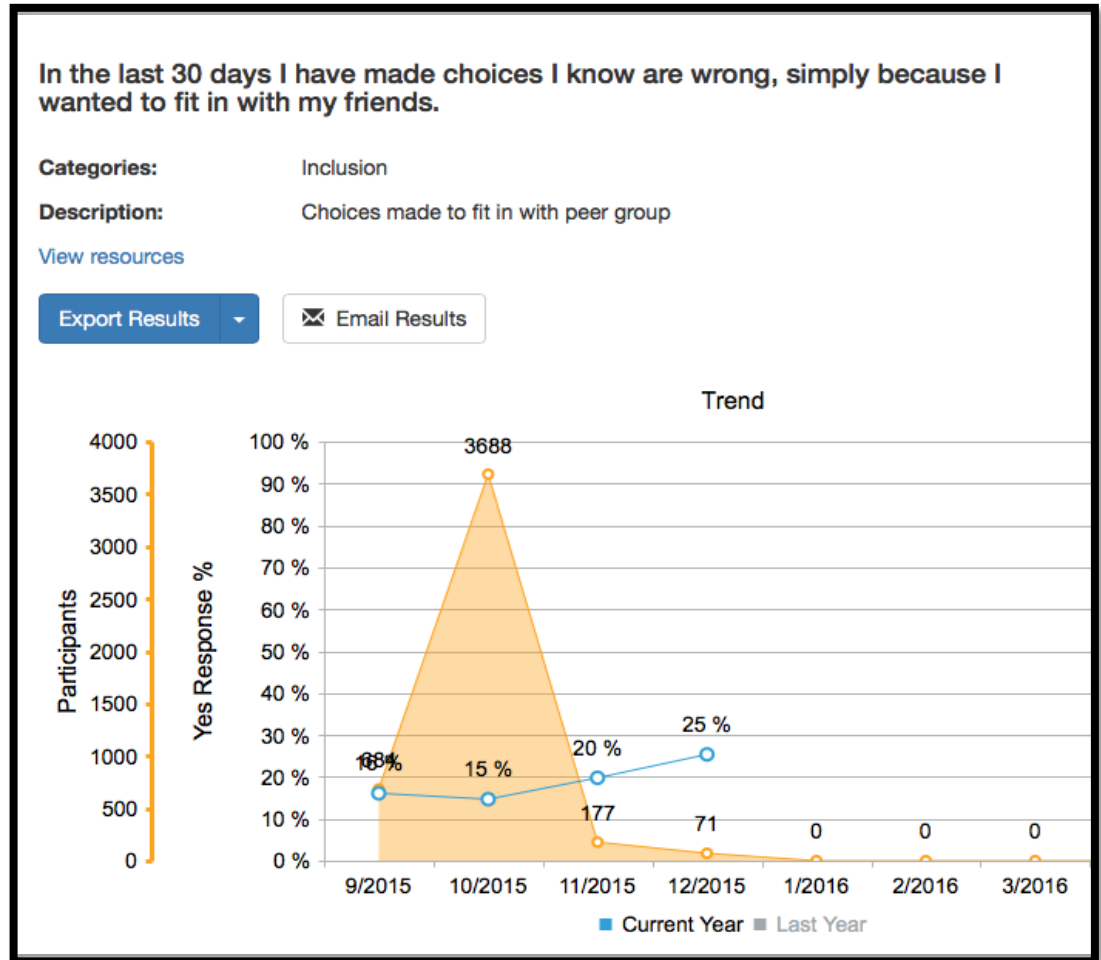 In the last 30 days I have made choices I know are wrong, simply because I
wanted to fit in with my friends.
Categories: Inclusion
Description: Choices made to fit in with peer group
View resources
Export Results
Email Results
Trend
Participants
4000
3500
3000
2500
2000
1500
1000
500
0
Yes Response %
100 %
90 %
80 %
70 %
60 %
50 %
40 %
30 %
20 %
10 %
0 %
3688
684
16 %
15 %
20 %
25 %
177
71
0
0
0
9/2015 10/2015 11/2015 12/2015 1/2016 2/2016 3/2016
Current Year Last Year